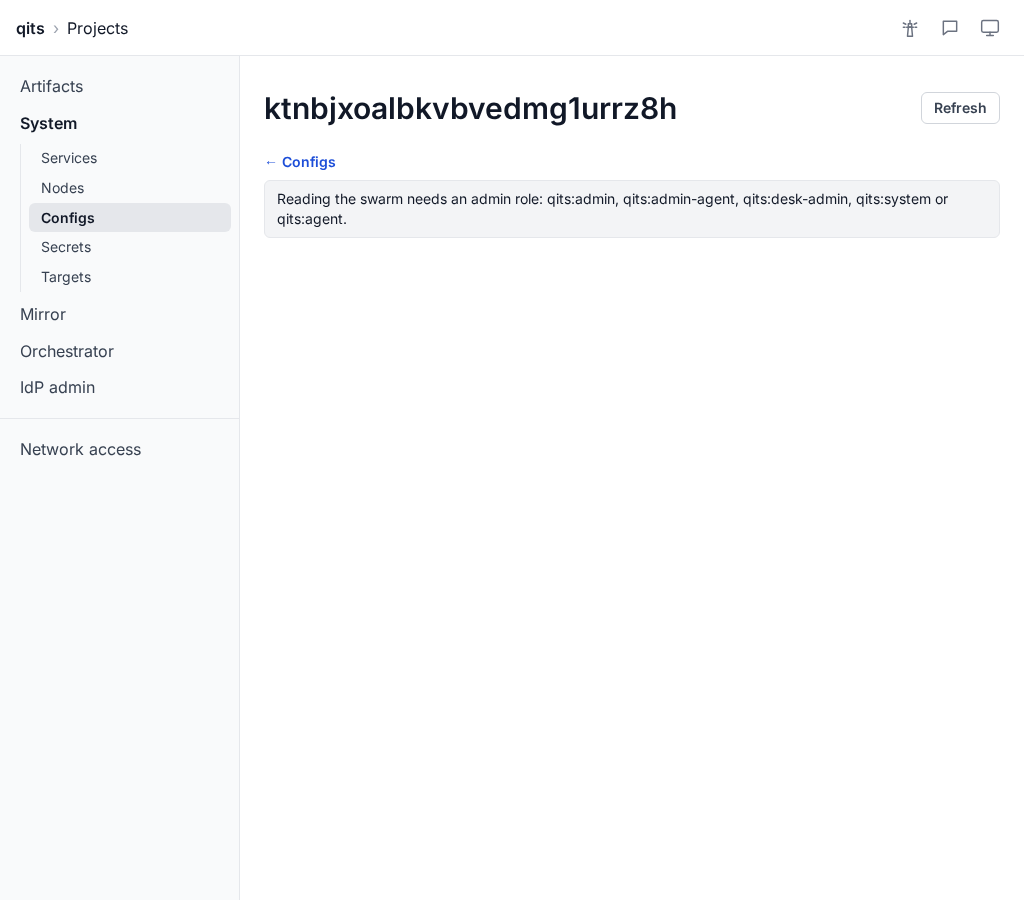 qits › Projects
Artifacts
System
Services
Nodes
Configs
Secrets
Targets
Mirror
Orchestrator
IdP admin
Network access
ktnbjxoalbkvbvedmg1urrz8h
Refresh
← Configs
Reading the swarm needs an admin role: qits:admin, qits:admin-agent, qits:desk-admin, qits:system or
qits:agent.